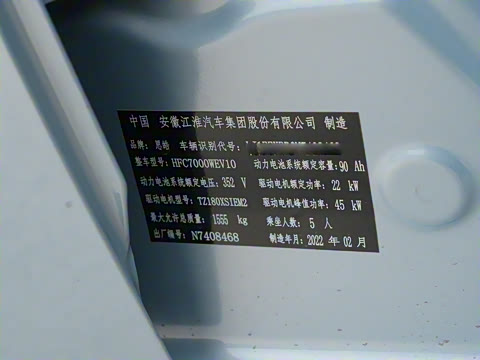 中国 安徽江淮汽车集团股份有限公司 制造
品牌: 思皓 车辆识别代号:
整车型号: HFC7000WEV10 动力电池系统额定容量: 90 Ah
动力电池系统额定电压: 352 V 驱动电机额定功率: 22 kW
驱动电机型号: TZ180XS1EM2 驱动电机峰值功率: 45 kW
最大允许总质量: 1555 kg 乘坐人数: 5 人
出厂编号: N7408468 制造年月: 2022 年 02 月